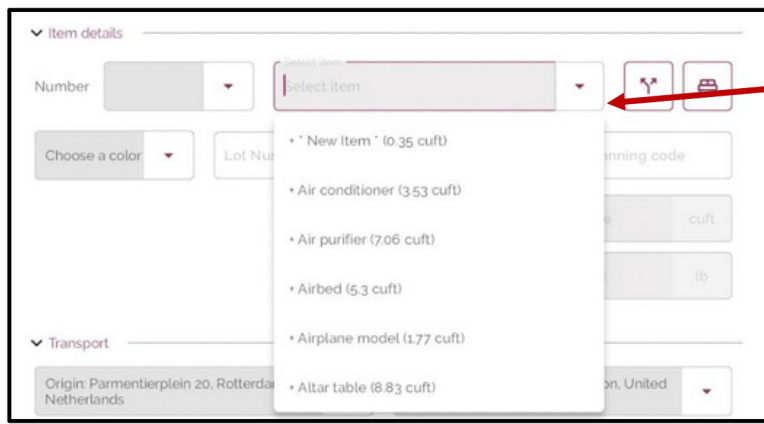 Item details
Select item
Number
Select item
* " New Item " (0.35 cuft)
Choose a color
Lot Nu
nning code
* Air conditioner (3.53 cuft)
* Air purifier (7.06 cuft)
cuft
* Airbed (5.3 cuft)
lb
* Airplane model (1.77 cuft)
Transport
Origin: Parmentierplein 20, Rotterda
Netherlands
* Altar table (8.83 cuft)
on, United